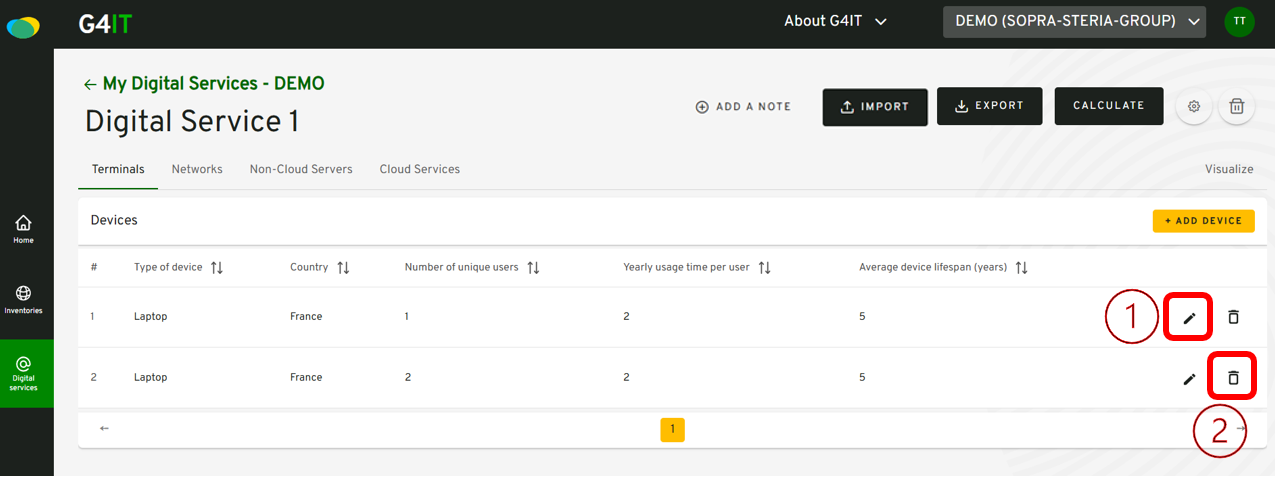 G4IT
About G4IT
DEMO (SOPRA-STERIA-GROUP)
TT
← My Digital Services - DEMO
Digital Service 1
ADD A NOTE
IMPORT
EXPORT
CALCULATE
Terminals Networks Non-Cloud Servers Cloud Services Visualize
Home
Inventories
Digital
services
Devices
+ ADD DEVICE
# Type of device Country Number of unique users Yearly usage time per user Average device lifespan (years)
1 Laptop France 1 2 5
1
2 Laptop France 2 2 5
← 1 →
2